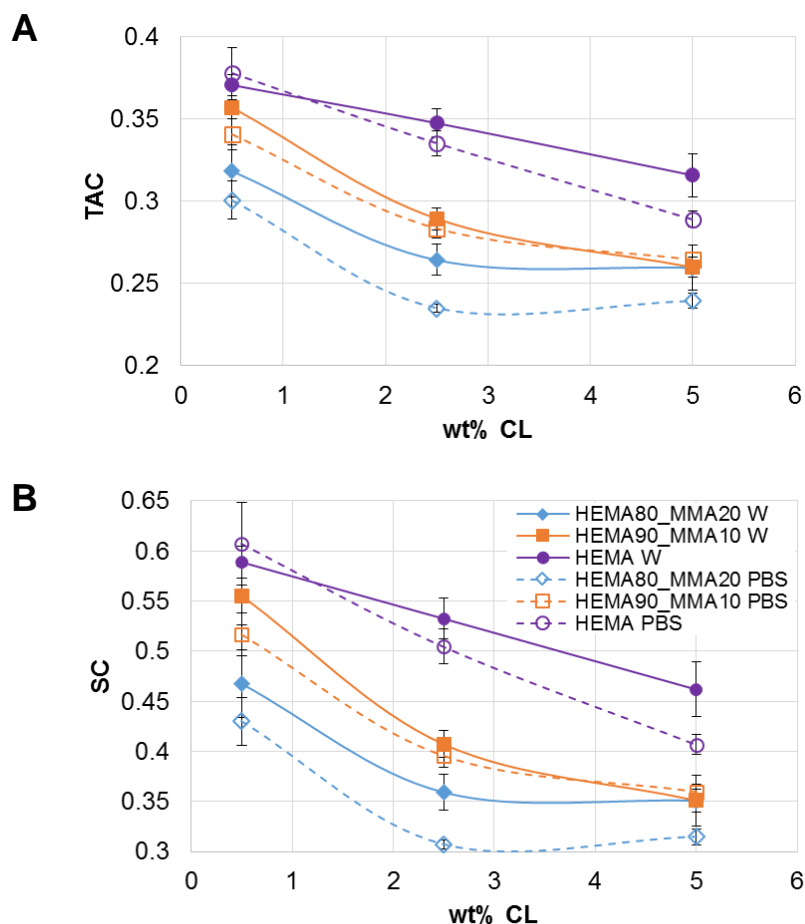 A
TAC
0.4
0.35
0.3
0.25
0.2
0 1 2 3 4 5 6
wt% CL
B
SC
0.65
0.6
0.55
0.5
0.45
0.4
0.35
0.3
HEMA80_MMA20 W
HEMA90_MMA10 W
HEMA W
HEMA80_MMA20 PBS
HEMA90_MMA10 PBS
HEMA PBS
0 1 2 3 4 5 6
wt% CL